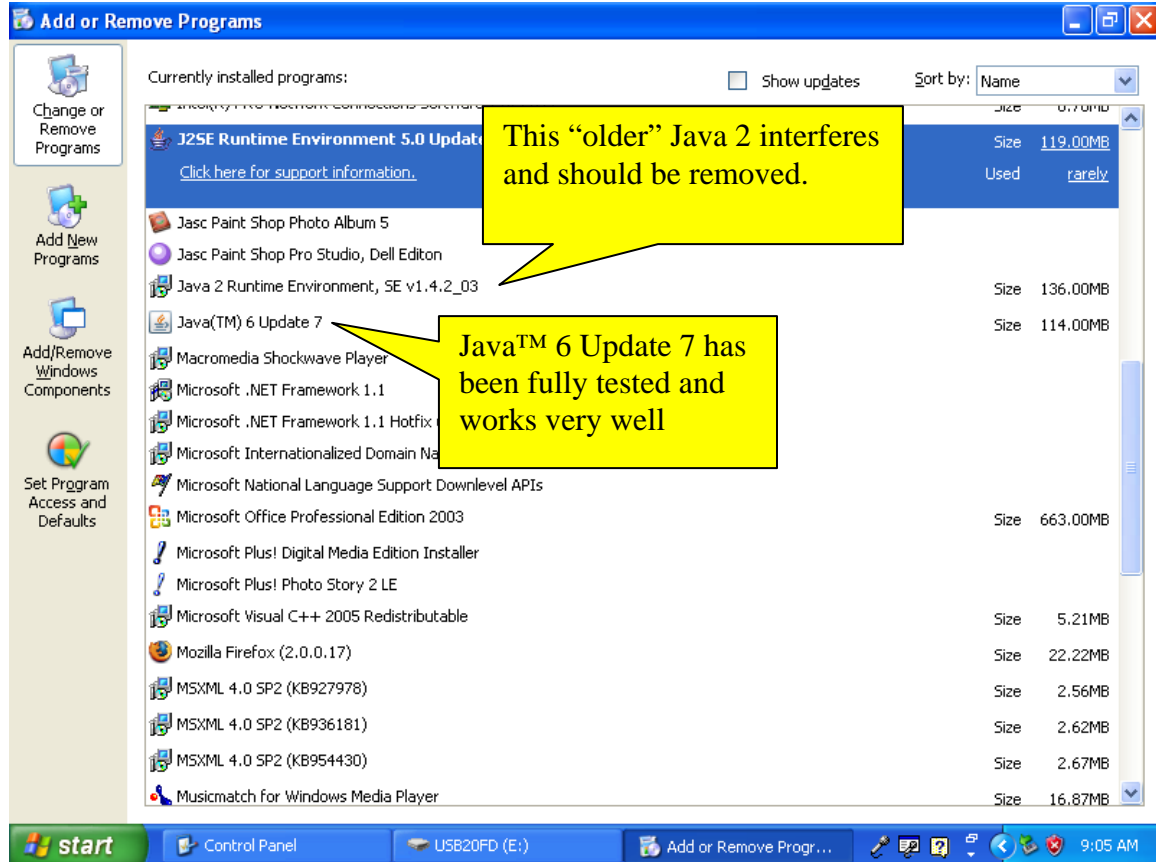 Add or Remove Programs
Change or
Remove
Programs
Add New
Programs
Add/Remove
Windows
Components
Set Program
Access and
Defaults
Currently installed programs:
Show updates
Sort by: Name
Size
J2SE Runtime Environment 5.0 Size 119.00MB
Click here for support information. Used rarely
This “older” Java 2 interferes
and should be removed.
Jasc Paint Shop Photo Album 5
Jasc Paint Shop Pro Studio, Dell Editon
Java 2 Runtime Environment, SE v1.4.2_03 Size 136.00MB
Java(TM) 6 Update 7 Size 114.00MB
Java™ 6 Update 7 has
been fully tested and
works very well
Macromedia Shockwave Player
Microsoft .NET Framework 1.1
Microsoft .NET Framework 1.1 Hotfix
Microsoft Internationalized Domain
Microsoft National Language Support Downlevel APIs
Microsoft Office Professional Edition 2003 Size 663.00MB
Microsoft Plus! Digital Media Edition Installer
Microsoft Plus! Photo Story 2 LE
Microsoft Visual C++ 2005 Redistributable Size 5.21MB
Mozilla Firefox (2.0.0.17) Size 22.22MB
MSXML 4.0 SP2 (KB927978) Size 2.56MB
MSXML 4.0 SP2 (KB936181) Size 2.62MB
MSXML 4.0 SP2 (KB954430) Size 2.67MB
Musicmatch for Windows Media Player Size 16.87MB
start
Control Panel
USB20FD (E:)
Add or Remove Progr...
9:05 AM